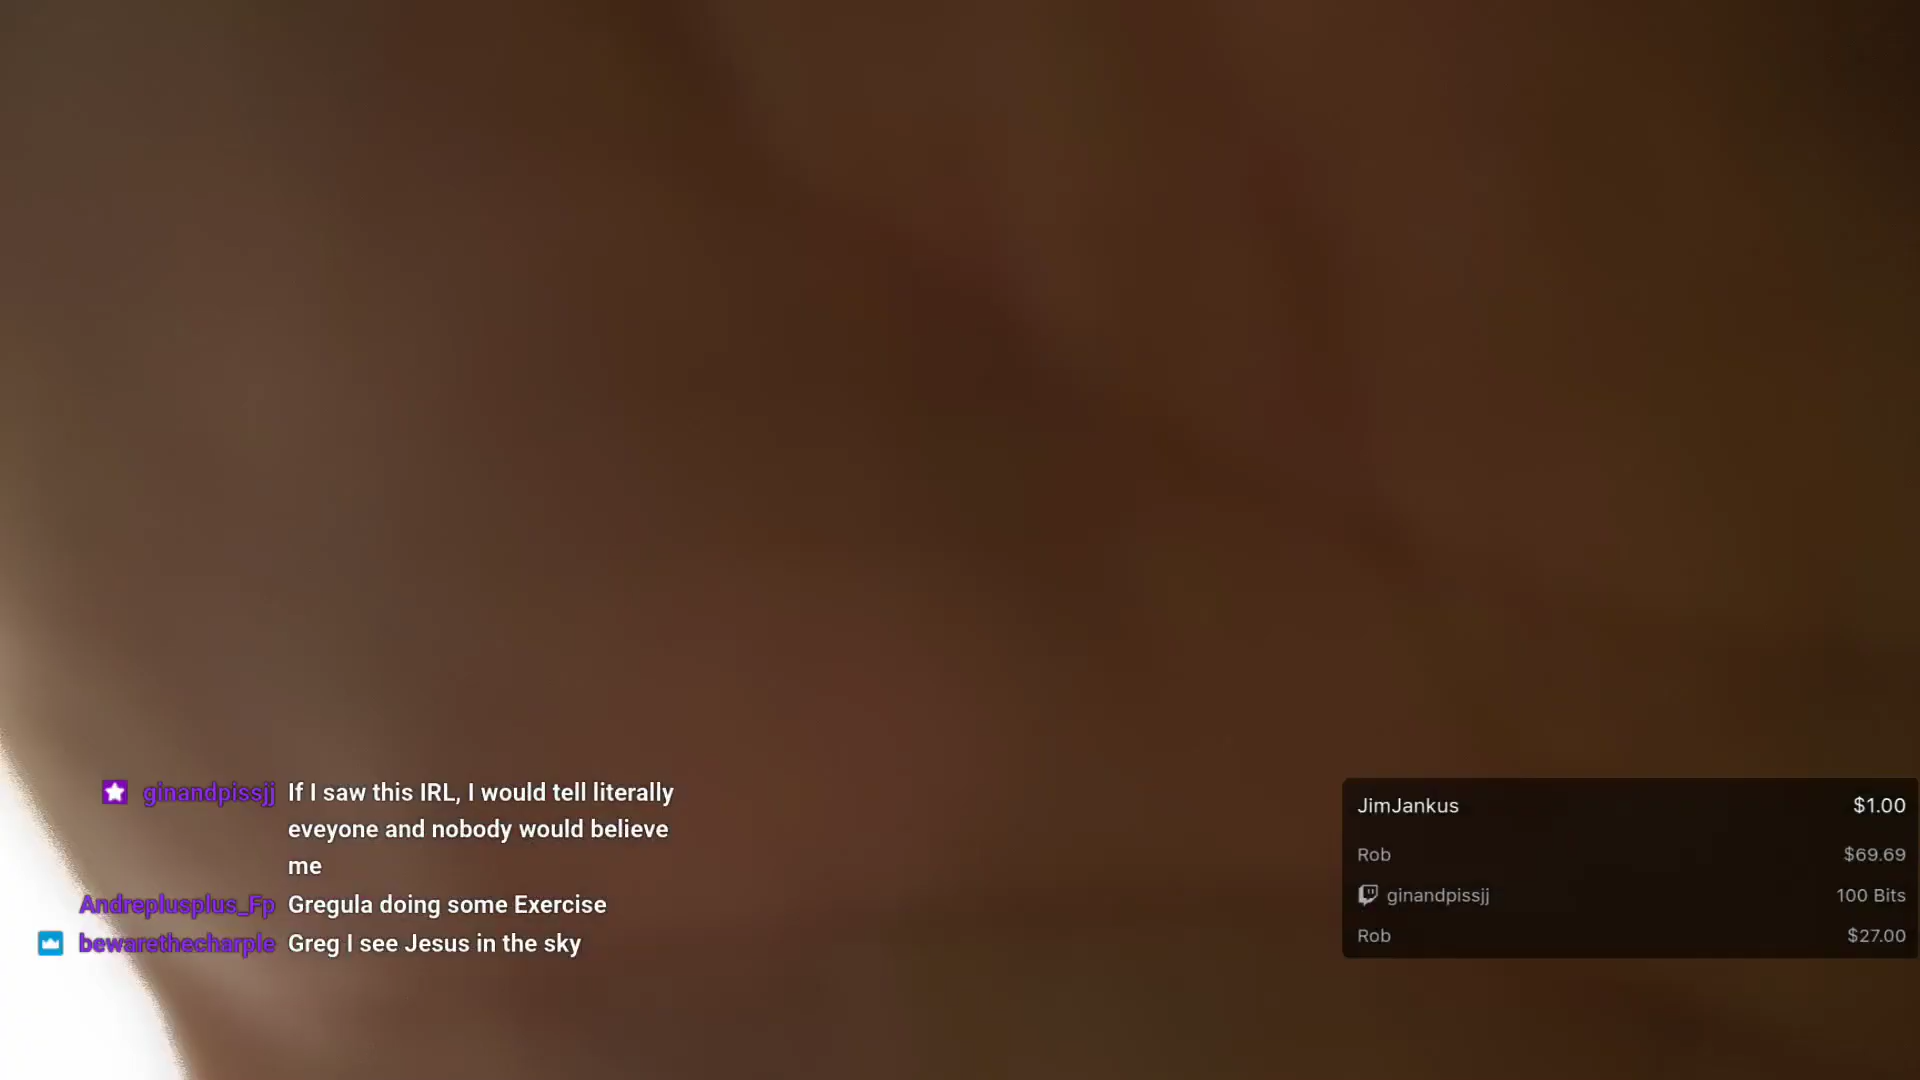 ginandpissjj If I saw this IRL, I would tell literally
eveyone and nobody would believe
me
Andreplusplus_Fp Gregula doing some Exercise
bewarethecharple Greg I see Jesus in the sky
JimJankus $1.00
Rob $69.69
ginandpissjj 100 Bits
Rob $27.00